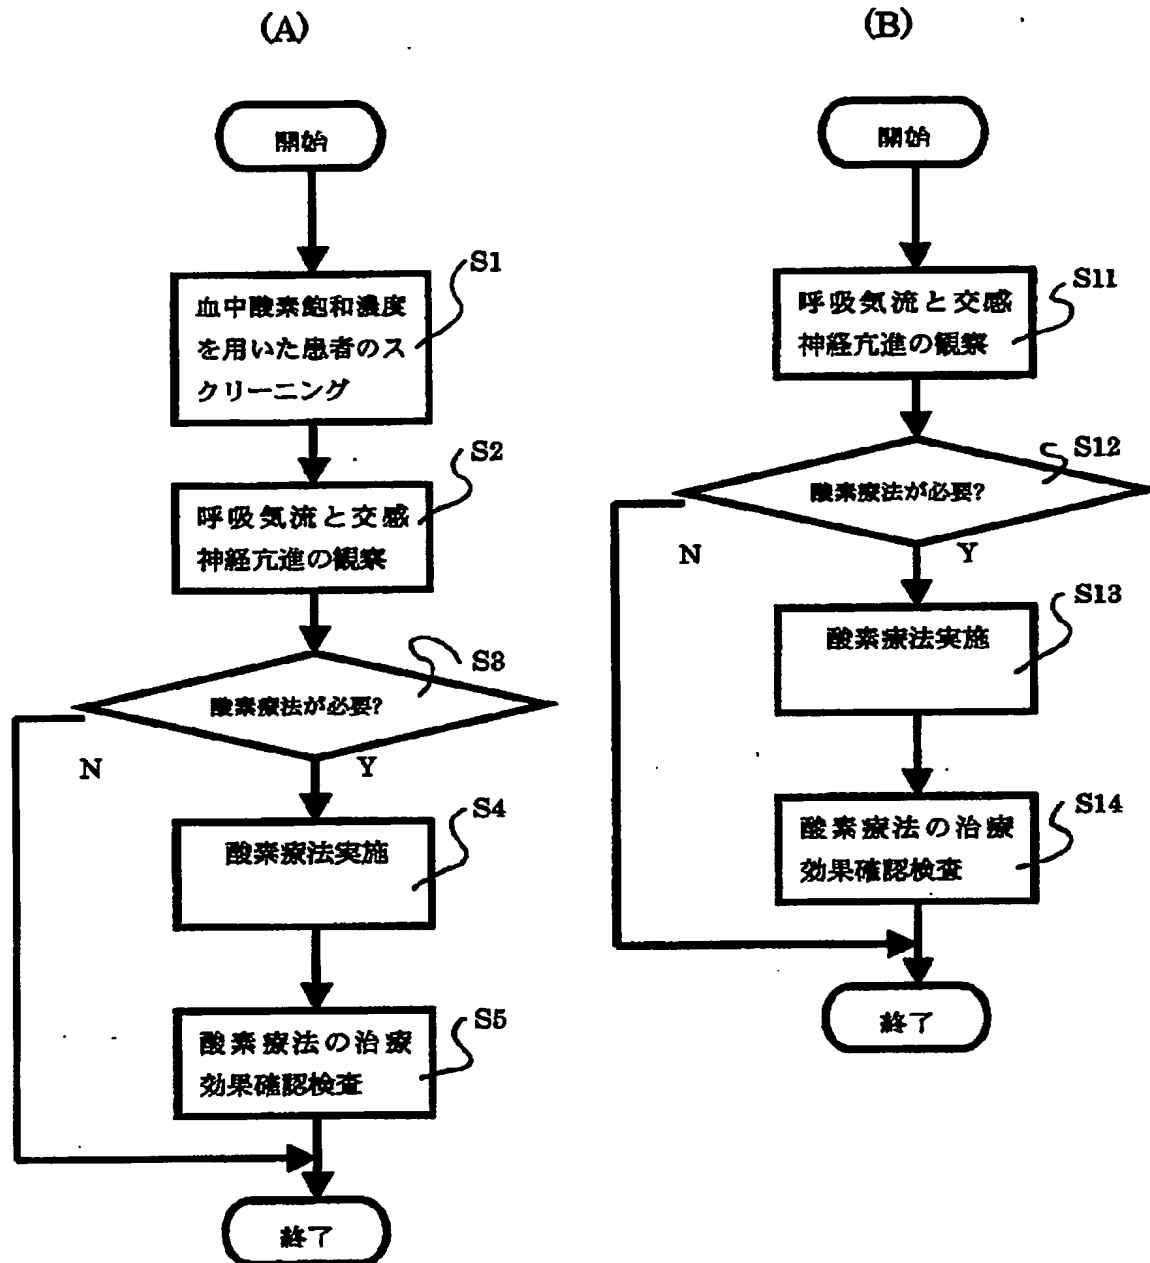 (A)
開始
S1
血中酸素飽和濃度
を用いた患者のス
クリーニング
S2
呼吸気流と交感
神経亢進の観察
S3
酸素療法が必要?
N
Y
S4
酸素療法実施
S5
酸素療法の治療
効果確認検査
終了
(B)
開始
S11
呼吸気流と交感
神経亢進の観察
S12
酸素療法が必要?
N
Y
S13
酸素療法実施
S14
酸素療法の治療
効果確認検査
終了